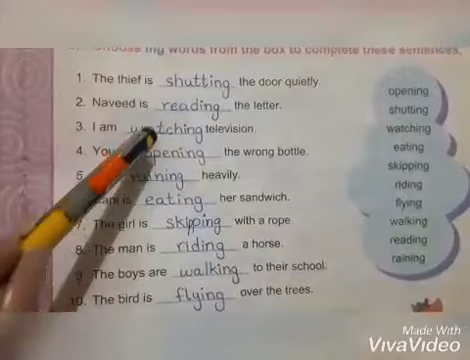 Choose ing words from the box to complete these sentences.
1. The thief is shutting the door quietly.
2. Naveed is reading the letter.
3. I am watching television.
4. You opening the wrong bottle.
5. raining heavily.
is eating her sandwich.
7. The girl is skipping with a rope
8. The man is riding a horse.
9. The boys are walking to their school.
10. The bird is flying over the trees.
opening
shutting
watching
eating
skipping
riding
flying
walking
reading
raining
Made With
VivaVideo